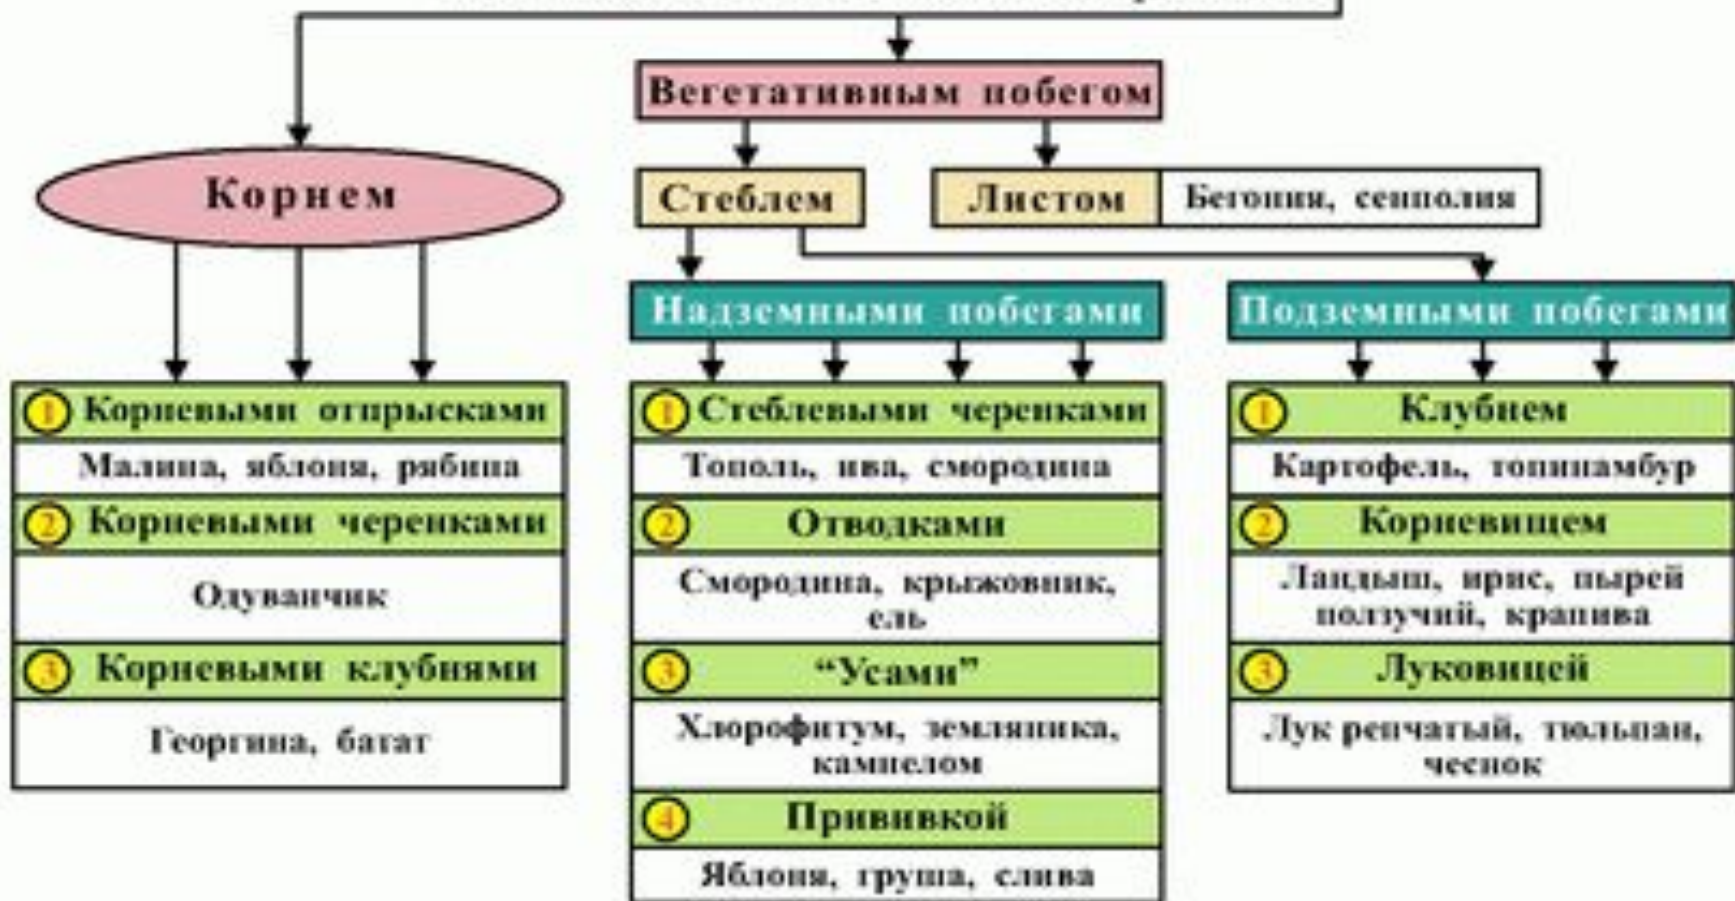 Вегетативным побегом
Корнем
Стеблем
Листом
Бегония, сенполия
Надземными побегами
Подземными побегами
1 Корневыми отпрысками
Малина, яблоня, рябина
2 Корневыми черенками
Одуванчик
3 Корневыми клубнями
Георгина, батат
1 Стеблевыми черенками
Тополь, ива, смородина
2 Отводками
Смородина, крыжовник,
ель
3 “Усами”
Хлорофитум, земляника,
камнелом
4 Прививкой
Яблоня, груша, слива
1 Клубнем
Картофель, топинамбур
2 Корневищем
Ландыш, ирис, пырей
ползучий, крапива
3 Луковицей
Лук репчатый, тюльпан,
чеснок